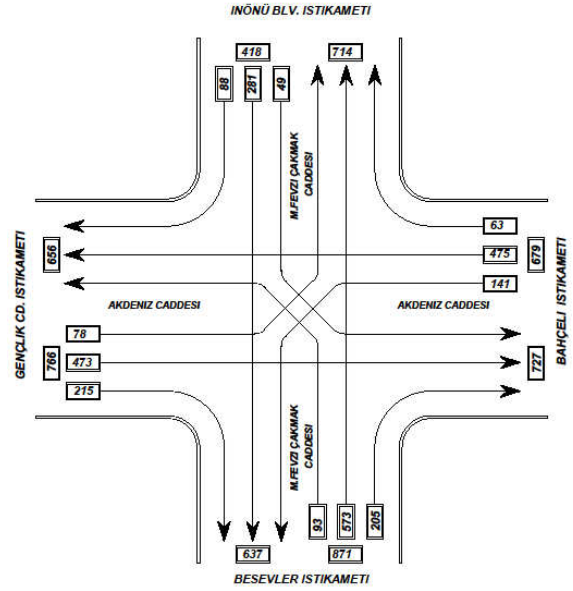 INÖNÜ BLV. ISTIKAMETI
418
714
88
281
49
M.FEVZI ÇAKMAK
CADDESI
63
475
679
141
656
GENÇLIK CD. ISTIKAMETI
BAHÇELI ISTIKAMETI
AKDENIZ CADDESI
AKDENIZ CADDESI
78
473
766
215
727
M.FEVZI ÇAKMAK
CADDESI
93
573
205
637
871
BESEVLER ISTIKAMETI